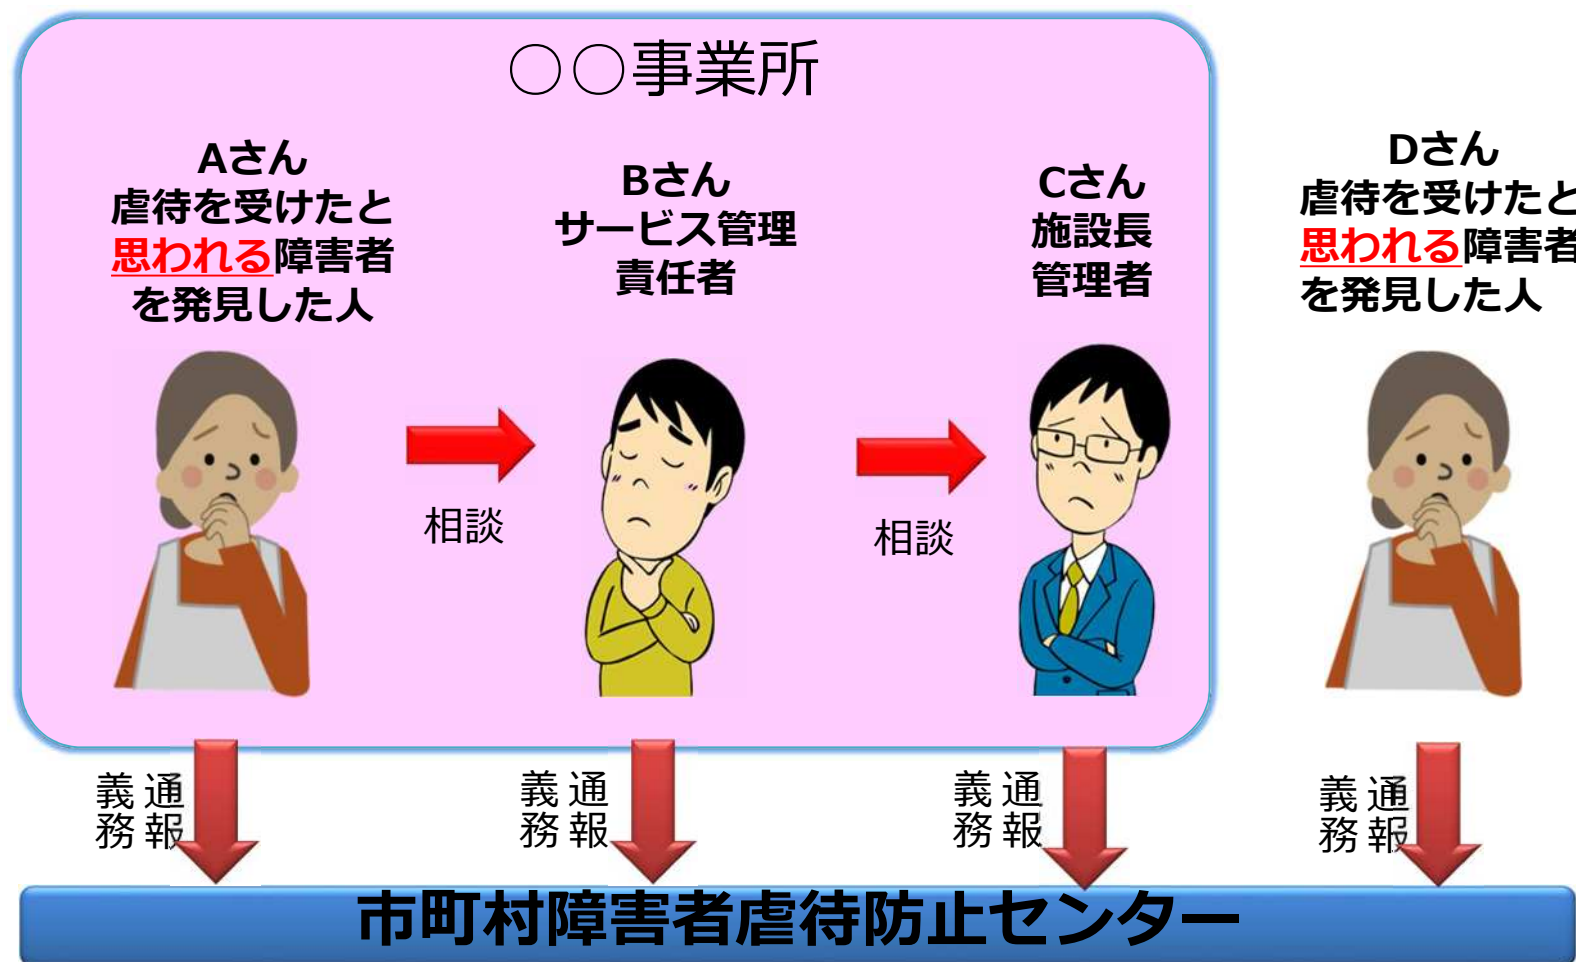 ○○事業所
Aさん
虐待を受けたと
思われる障害者
を発見した人
Bさん
サービス管理
責任者
Cさん
施設長
管理者
Dさん
虐待を受けたと
思われる障害者
を発見した人
相談
相談
通報
義務
通報
義務
通報
義務
通報
義務
市町村障害者虐待防止センター